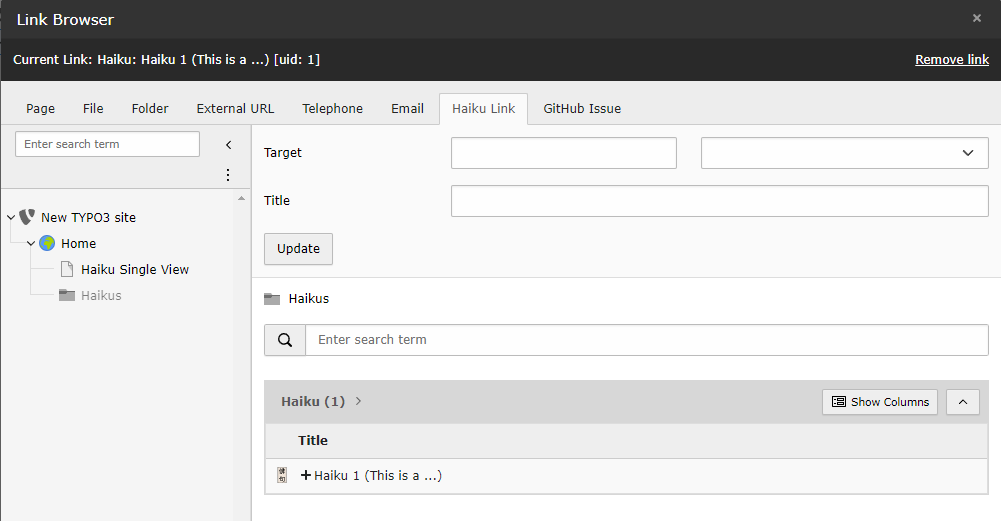 Link Browser
Current Link: Haiku: Haiku 1 (This is a ...) [uid: 1]
Remove link
Page File Folder External URL Telephone Email Haiku Link GitHub Issue
Enter search term
New TYPO3 site
Home
Haiku Single View
Haikus
Target
Title
Update
Haikus
Enter search term
Haiku (1)
Show Columns
Title
俳句
Haiku 1 (This is a ...)